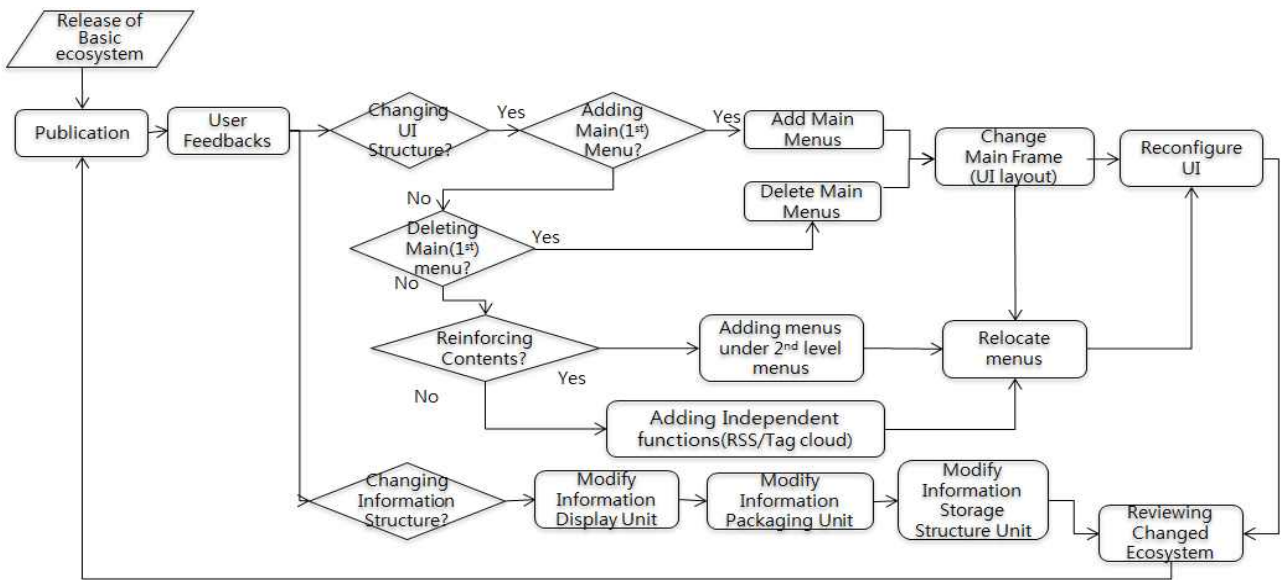 Release of
Basic
ecosystem
Publication
User
Feedbacks
Changing
UI
Structure?
Yes
Adding
Main(1st)
Menu?
Yes
Add Main
Menus
Change
Main Frame
(UI layout)
Reconfigure
UI
No
Delete Main
Menus
Deleting
Main(1st)
menu?
Yes
No
Reinforcing
Contents?
Yes
No
Adding menus
under 2nd level
menus
Relocate
menus
Adding Independent
functions(RSS/Tag cloud)
Changing
Information
Structure?
Modify
Information
Display Unit
Modify
Information
Packaging Unit
Modify
Information
Storage
Structure Unit
Reviewing
Changed
Ecosystem